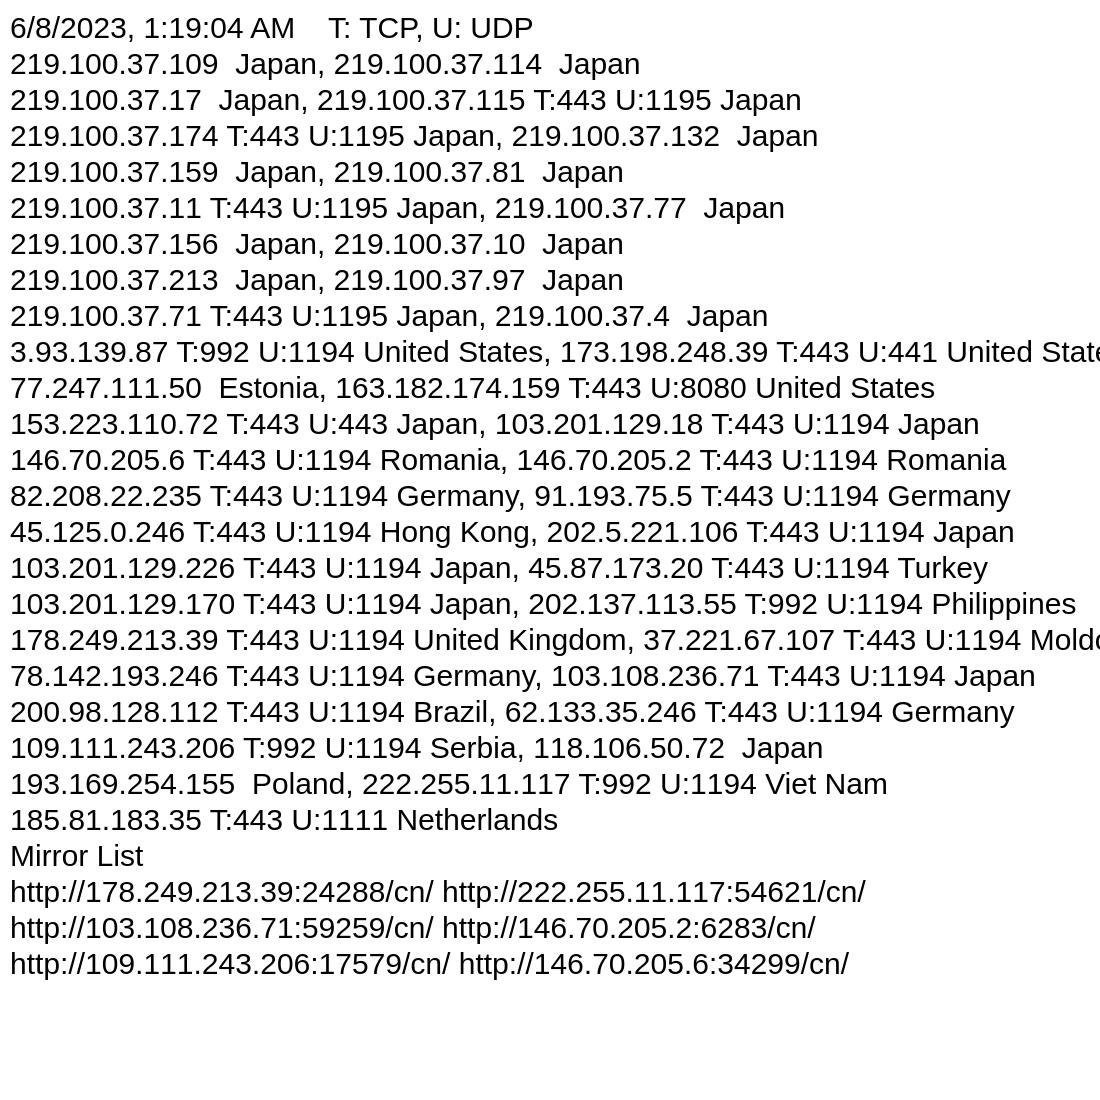 6/8/2023, 1:19:04 AM    T: TCP, U: UDP
219.100.37.109  Japan, 219.100.37.114  Japan
219.100.37.17  Japan, 219.100.37.115 T:443 U:1195 Japan
219.100.37.174 T:443 U:1195 Japan, 219.100.37.132  Japan
219.100.37.159  Japan, 219.100.37.81  Japan
219.100.37.11 T:443 U:1195 Japan, 219.100.37.77  Japan
219.100.37.156  Japan, 219.100.37.10  Japan
219.100.37.213  Japan, 219.100.37.97  Japan
219.100.37.71 T:443 U:1195 Japan, 219.100.37.4  Japan
3.93.139.87 T:992 U:1194 United States, 173.198.248.39 T:443 U:441 United State
77.247.111.50  Estonia, 163.182.174.159 T:443 U:8080 United States
153.223.110.72 T:443 U:443 Japan, 103.201.129.18 T:443 U:1194 Japan
146.70.205.6 T:443 U:1194 Romania, 146.70.205.2 T:443 U:1194 Romania
82.208.22.235 T:443 U:1194 Germany, 91.193.75.5 T:443 U:1194 Germany
45.125.0.246 T:443 U:1194 Hong Kong, 202.5.221.106 T:443 U:1194 Japan
103.201.129.226 T:443 U:1194 Japan, 45.87.173.20 T:443 U:1194 Turkey
103.201.129.170 T:443 U:1194 Japan, 202.137.113.55 T:992 U:1194 Philippines
178.249.213.39 T:443 U:1194 United Kingdom, 37.221.67.107 T:443 U:1194 Moldo
78.142.193.246 T:443 U:1194 Germany, 103.108.236.71 T:443 U:1194 Japan
200.98.128.112 T:443 U:1194 Brazil, 62.133.35.246 T:443 U:1194 Germany
109.111.243.206 T:992 U:1194 Serbia, 118.106.50.72  Japan
193.169.254.155  Poland, 222.255.11.117 T:992 U:1194 Viet Nam
185.81.183.35 T:443 U:1111 Netherlands
Mirror List
http://178.249.213.39:24288/cn/ http://222.255.11.117:54621/cn/
http://103.108.236.71:59259/cn/ http://146.70.205.2:6283/cn/
http://109.111.243.206:17579/cn/ http://146.70.205.6:34299/cn/